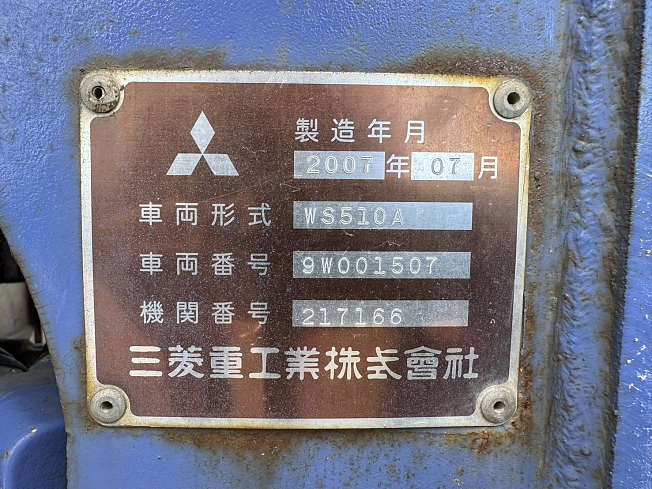 製造年月
2007年07月
車両形式 WS510A
車両番号 9W001507
機関番号 217166
三菱重工業株式會社